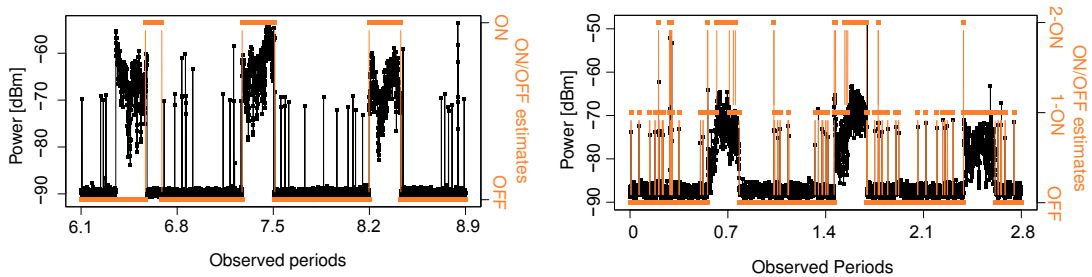 Power [dBm]
−60
−70
−80
−90
6.1
6.8
7.5
8.2
8.9
Observed periods
ON
OFF
ON/OFF estimates
Power [dBm]
−50
−60
−70
−80
−90
0
0.7
1.4
2.1
2.8
Observed Periods
2-ON
1-ON
OFF
ON/OFF estimates